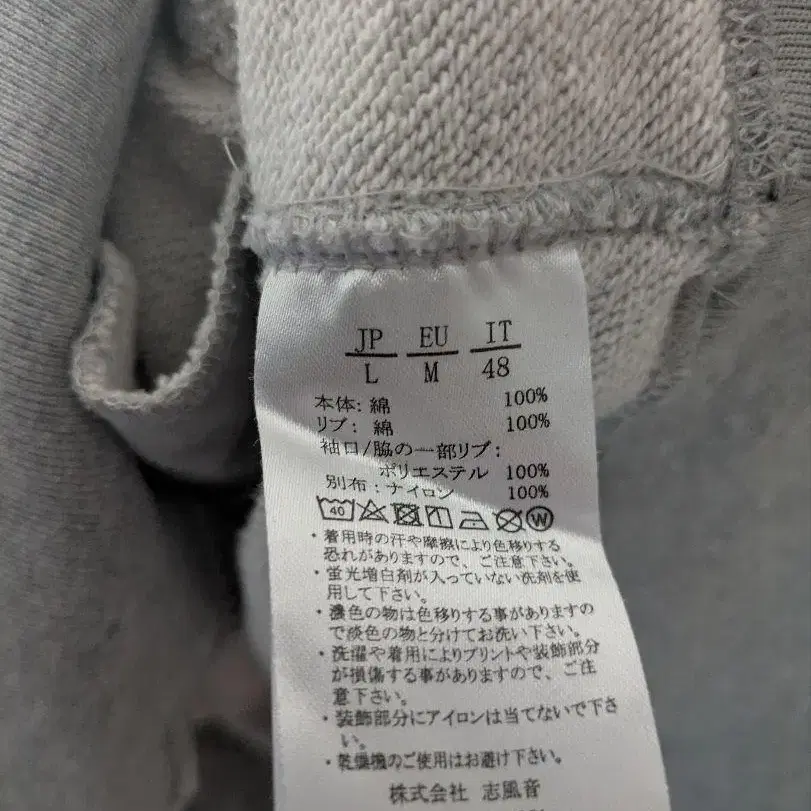 JP EU IT
L M 48
本体: 綿 100%
リブ: 綿 100%
袖口/脇の一部リブ:
ポリエステル 100%
別布: ナイロン 100%
40 W
・着用時の汗や摩擦により色移りする
恐れがありますので、ご注意下さい。
・蛍光増白剤が入っていない洗剤を使
用して下さい。
・濃色の物は色移りする事がありますの
で淡色の物と分けてお洗い下さい。
・洗濯や着用によりプリントや装飾部分
が損傷する事がありますので、ご注
意下さい。
・装飾部分にアイロンは当てないで下さ
い。
・乾燥機のご使用はお避け下さい。
株式会社 志風音